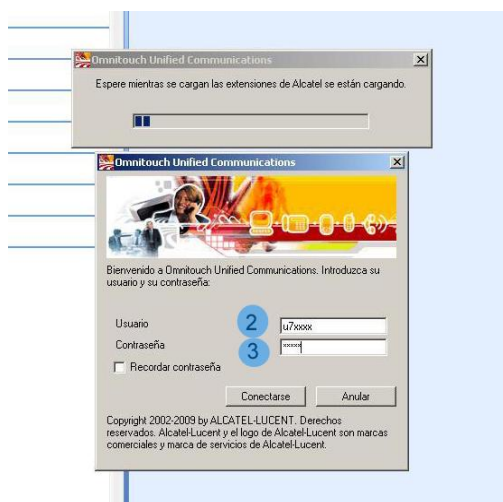 Omnitouch Unified Communications
Espere mientras se cargan las extensiones de Alcatel se están cargando.
Omnitouch Unified Communications
Bienvenido a Omnitouch Unified Communications. Introduzca su
usuario y su contraseña:
Usuario 2 u7xxxx
Contraseña 3 xxxxx
Recordar contraseña
Conectarse Anular
Copyright 2002-2009 by ALCATEL-LUCENT. Derechos
reservados. Alcatel-Lucent y el logo de Alcatel-Lucent son marcas
comerciales y marca de servicios de Alcatel-Lucent.